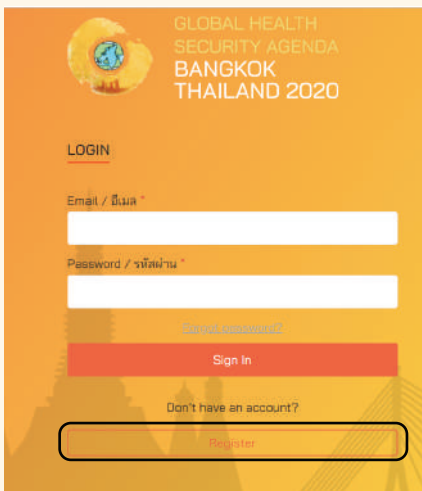 GLOBAL HEALTH
SECURITY AGENDA
BANGKOK
THAILAND 2020
LOGIN
Email / อีเมล *
Password / รหัสผ่าน *
Forgot password?
Sign In
Don't have an account?
Register